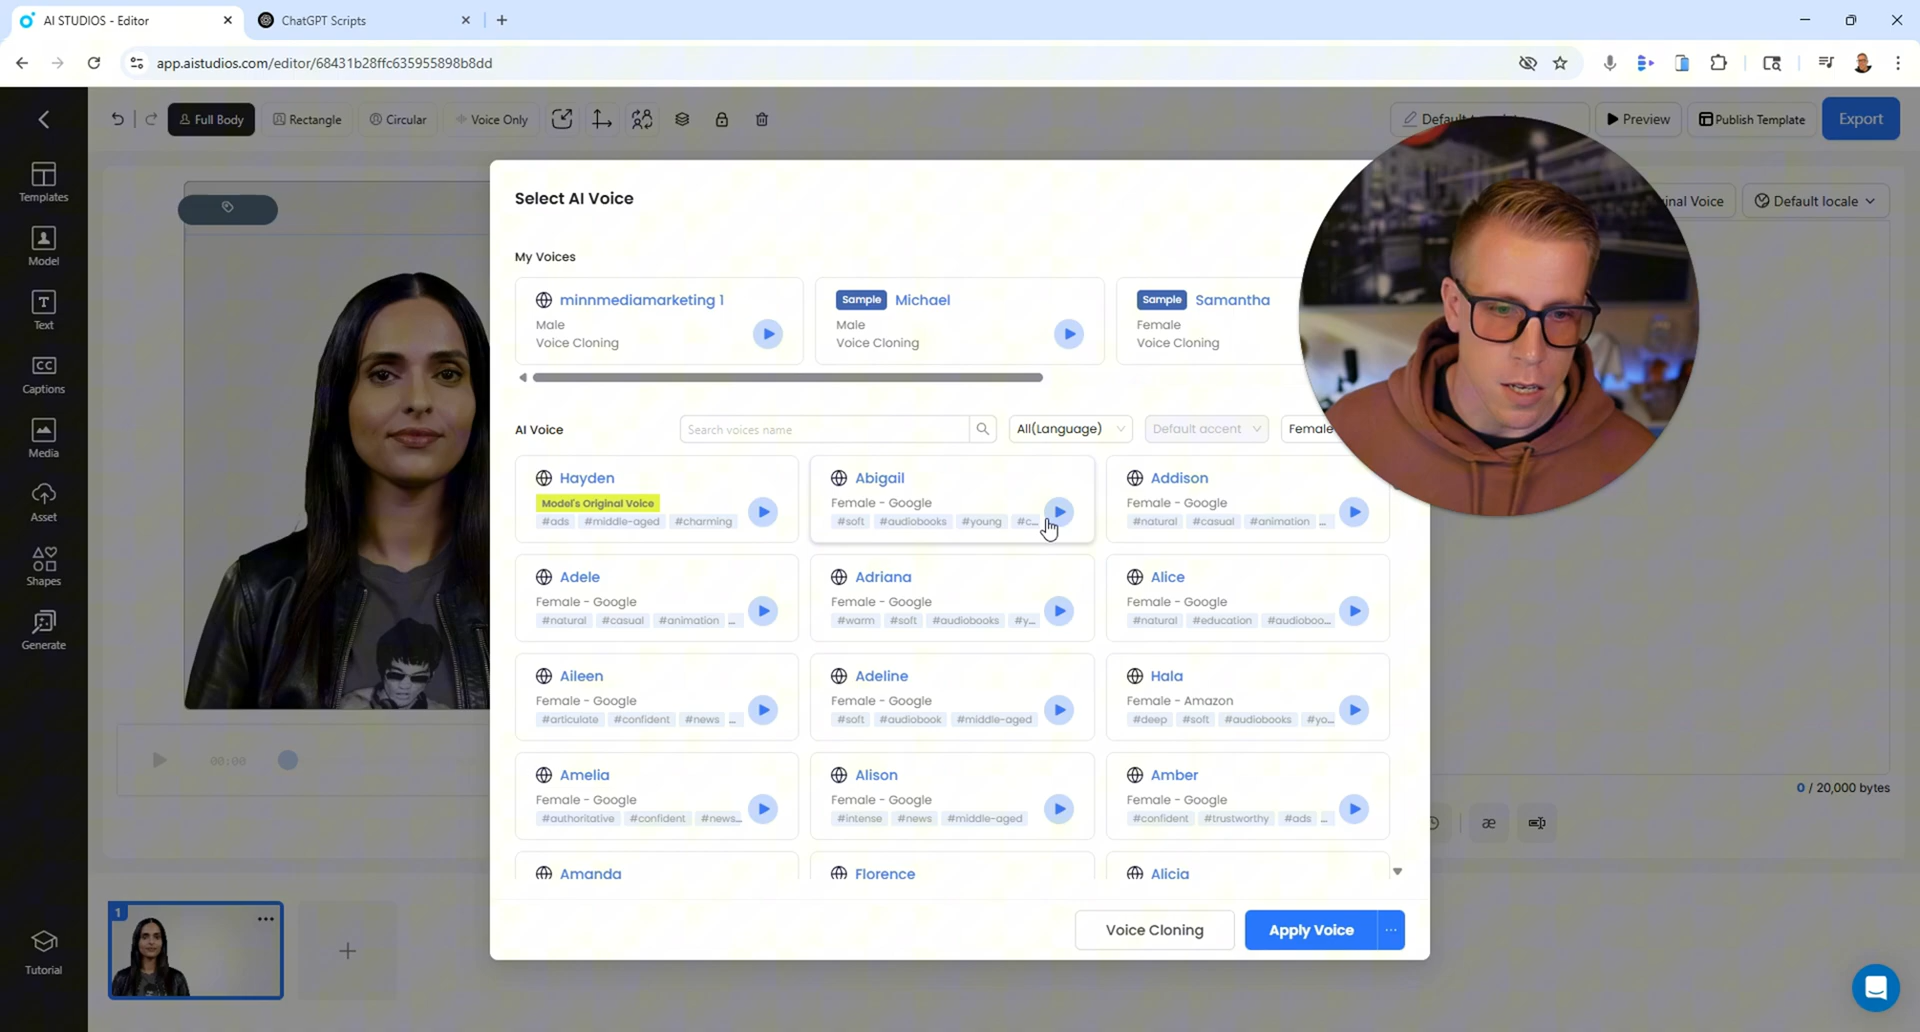 AI STUDIOS - Editor
ChatGPT Scripts
app.aistudios.com/editor/68431b28ffc635955898b8dd
Full Body
Rectangle
Circular
Voice Only
Preview
Publish Template
Export
Templates
Model
Text
Captions
Media
Asset
Shapes
Generate
Tutorial
Select AI Voice
Voice
Default locale
My Voices
minnmediamarketing 1
Male
Voice Cloning
Sample Michael
Male
Voice Cloning
Sample Samantha
Female
Voice Cloning
AI Voice
Search voices name
All(Language)
Default accent
Female
Hayden
Model's Original Voice
#ads #middle-aged #charming
Abigail
Female - Google
#soft #audiobooks #young #c...
Addison
Female - Google
#natural #casual #animation ...
Adele
Female - Google
#natural #casual #animation ...
Adriana
Female - Google
#warm #soft #audiobooks #y...
Alice
Female - Google
#natural #education #audioboo...
Aileen
Female - Google
#articulate #confident #news ...
Adeline
Female - Google
#soft #audiobook #middle-aged
Hala
Female - Amazon
#deep #soft #audiobooks #yo...
Amelia
Female - Google
#authoritative #confident #news...
Alison
Female - Google
#intense #news #middle-aged
Amber
Female - Google
#confident #trustworthy #ads ...
Amanda
Florence
Alicia
Voice Cloning
Apply Voice
00:00
0 / 20,000 bytes
æ
1